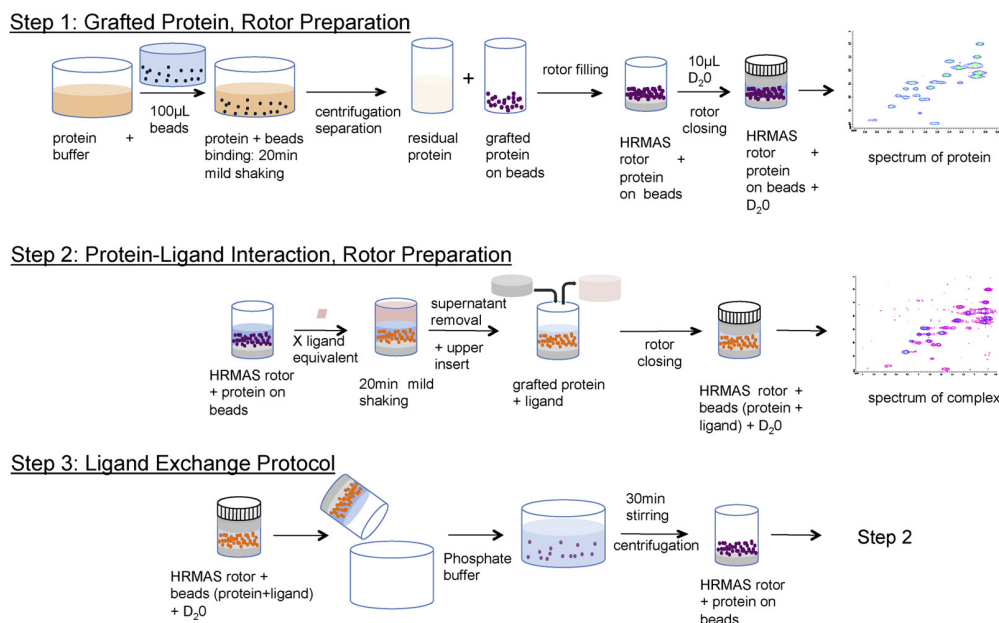 Step 1: Grafted Protein, Rotor Preparation
protein
buffer
+
100µL
beads
protein + beads
binding: 20min
mild shaking
centrifugation
separation
residual
protein
+
grafted
protein
on beads
rotor filling
HRMAS
rotor +
protein
on beads
10µL
D20
rotor
closing
HRMAS
rotor +
protein
on beads +
D20
spectrum of protein
Step 2: Protein-Ligand Interaction, Rotor Preparation
HRMAS rotor
+ protein on
beads
X ligand
equivalent
20min mild
shaking
supernatant
removal
+ upper
insert
grafted protein
+ ligand
rotor
closing
HRMAS rotor +
beads (protein +
ligand) + D20
spectrum of complex
Step 3: Ligand Exchange Protocol
HRMAS rotor +
beads (protein+ligand)
+ D20
Phosphate
buffer
30min
stirring
centrifugation
HRMAS rotor
+ protein on
beads
Step 2